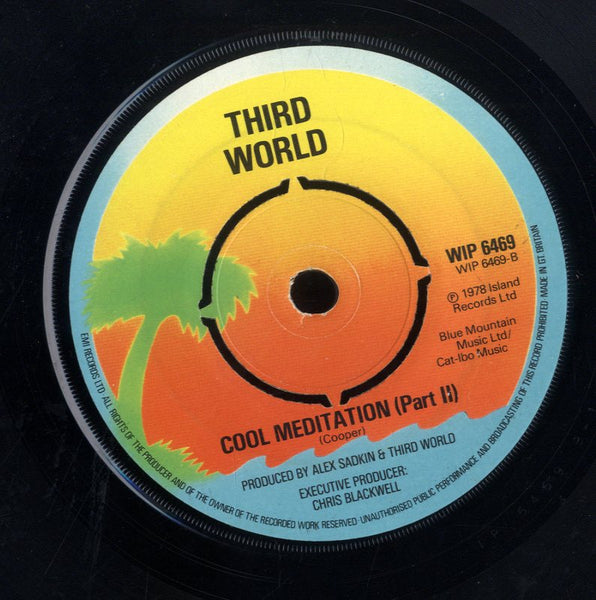 THIRD
WORLD
WIP 6469
WIP 6469-B
℗ 1978 Island
Records Ltd
Blue Mountain
Music Ltd/
Cat-Ibo Music
COOL MEDITATION (Part II)
(Cooper)
PRODUCED BY ALEX SADKIN & THIRD WORLD
EXECUTIVE PRODUCER:
CHRIS BLACKWELL
EMI RECORDS LTD ALL RIGHTS OF THE PRODUCER AND OF THE OWNER OF THE RECORDED WORK RESERVED·UNAUTHORISED PUBLIC PERFORMANCE AND BROADCASTING OF THIS RECORD PROHIBITED MADE IN GT. BRITAIN